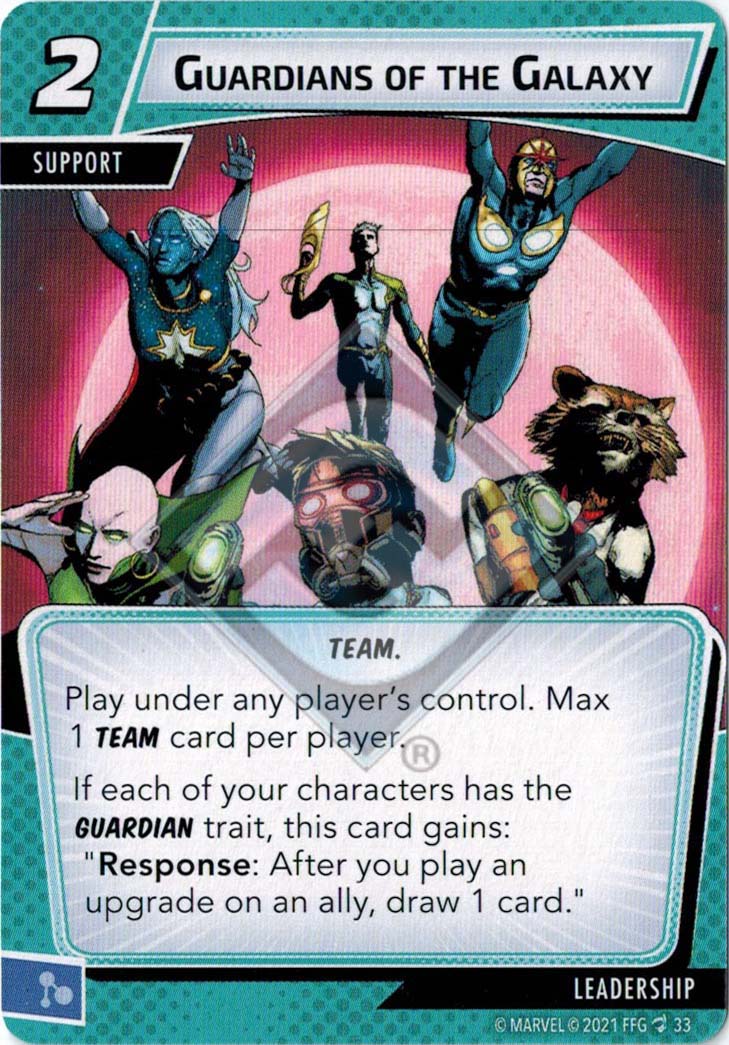 2
GUARDIANS OF THE GALAXY
SUPPORT
TEAM.
Play under any player's control. Max
1 TEAM card per player.
®
If each of your characters has the
GUARDIAN trait, this card gains:
"Response: After you play an
upgrade on an ally, draw 1 card."
LEADERSHIP
© MARVEL © 2021 FFG 33